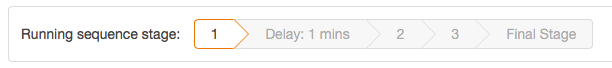 Running sequence stage: 1 Delay: 1 mins 2 3 Final Stage